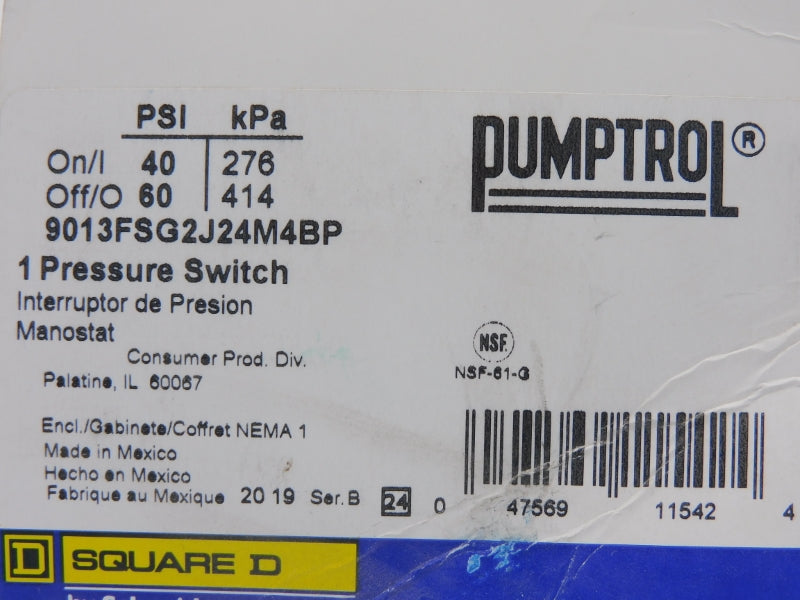 PSI kPa
On/I 40 276
Off/O 60 414
9013FSG2J24M4BP
1 Pressure Switch
Interruptor de Presion
Manostat
Consumer Prod. Div.
Palatine, IL 60067
Encl./Gabinete/Coffret NEMA 1
Made in Mexico
Hecho en Mexico
Fabrique au Mexique 2019 Ser. B 24
PUMPTROL®
NSF.
NSF-61-G
0 47569 11542 4
D SQUARE D